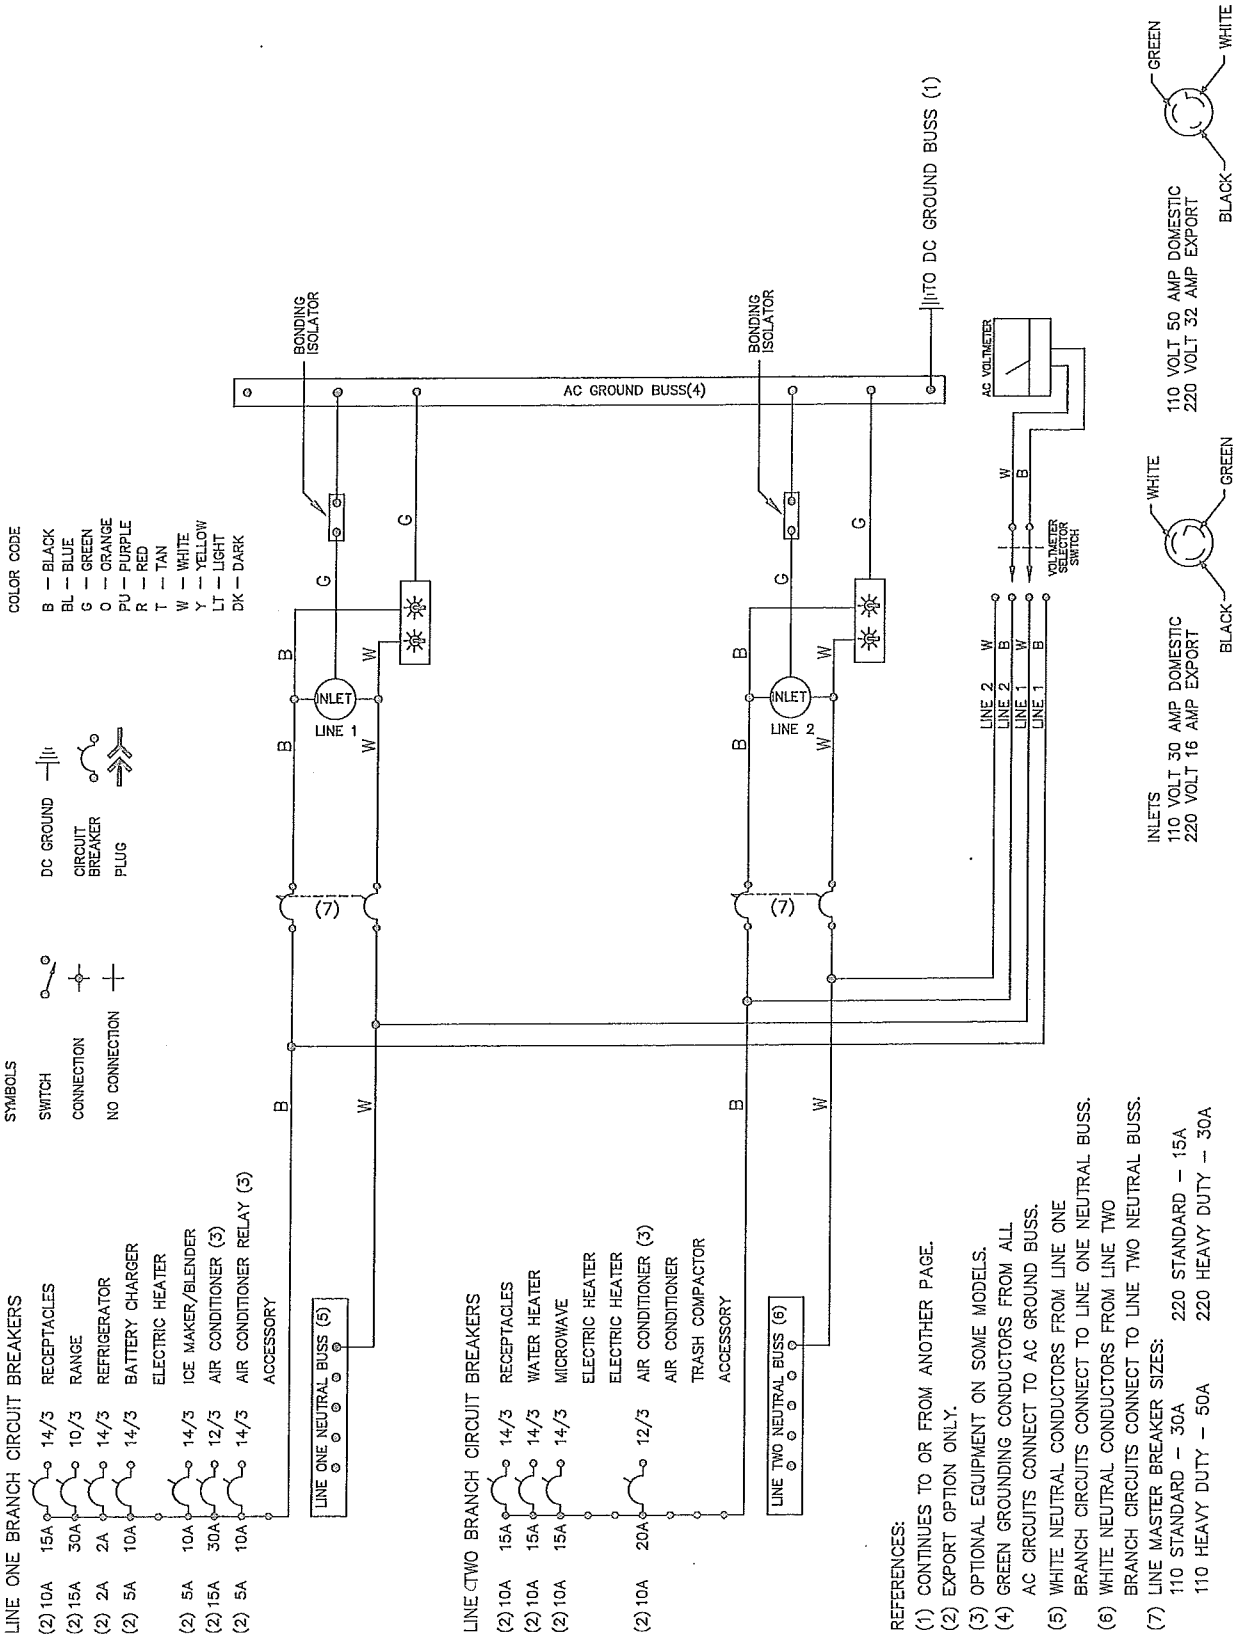 LINE ONE BRANCH CIRCUIT BREAKERS
(2) 10A 15A 14/3 RECEPTACLES
(2) 15A 30A 10/3 RANGE
(2) 2A 2A 14/3 REFRIGERATOR
(2) 5A 10A 14/3 BATTERY CHARGER
ELECTRIC HEATER
(2) 5A 10A 14/3 ICE MAKER/BLENDER
(2) 15A 30A 12/3 AIR CONDITIONER (3)
(2) 5A 10A 14/3 AIR CONDITIONER RELAY (3)
ACCESSORY
LINE ONE NEUTRAL BUSS (5)
SYMBOLS
SWITCH
CONNECTION
NO CONNECTION
DC GROUND
CIRCUIT
BREAKER
PLUG
COLOR CODE
B — BLACK
BL — BLUE
G — GREEN
O — ORANGE
PU — PURPLE
R — RED
T — TAN
W — WHITE
Y — YELLOW
LT — LIGHT
DK — DARK
B
W
(7)
B
W
INLET
LINE 1
B
W
G
G
BONDING
ISOLATOR
AC GROUND BUSS(4)
LINE TWO BRANCH CIRCUIT BREAKERS
(2) 10A 15A 14/3 RECEPTACLES
(2) 10A 15A 14/3 WATER HEATER
(2) 10A 15A 14/3 MICROWAVE
ELECTRIC HEATER
ELECTRIC HEATER
(2) 10A 20A 12/3 AIR CONDITIONER (3)
AIR CONDITIONER
TRASH COMPACTOR
ACCESSORY
LINE TWO NEUTRAL BUSS (6)
B
W
(7)
B
W
INLET
LINE 2
B
W
G
G
BONDING
ISOLATOR
TO DC GROUND BUSS (1)
LINE 2 W
LINE 2 B
LINE 1 W
LINE 1 B
VOLTMETER
SELECTOR
SWITCH
W
B
AC VOLTMETER
REFERENCES:
(1) CONTINUES TO OR FROM ANOTHER PAGE.
(2) EXPORT OPTION ONLY.
(3) OPTIONAL EQUIPMENT ON SOME MODELS.
(4) GREEN GROUNDING CONDUCTORS FROM ALL
AC CIRCUITS CONNECT TO AC GROUND BUSS.
(5) WHITE NEUTRAL CONDUCTORS FROM LINE ONE
BRANCH CIRCUITS CONNECT TO LINE ONE NEUTRAL BUSS.
(6) WHITE NEUTRAL CONDUCTORS FROM LINE TWO
BRANCH CIRCUITS CONNECT TO LINE TWO NEUTRAL BUSS.
(7) LINE MASTER BREAKER SIZES:
110 STANDARD — 30A 220 STANDARD — 15A
110 HEAVY DUTY — 50A 220 HEAVY DUTY — 30A
INLETS
110 VOLT 30 AMP DOMESTIC
220 VOLT 16 AMP EXPORT
WHITE
BLACK
GREEN
110 VOLT 50 AMP DOMESTIC
220 VOLT 32 AMP EXPORT
GREEN
BLACK
WHITE